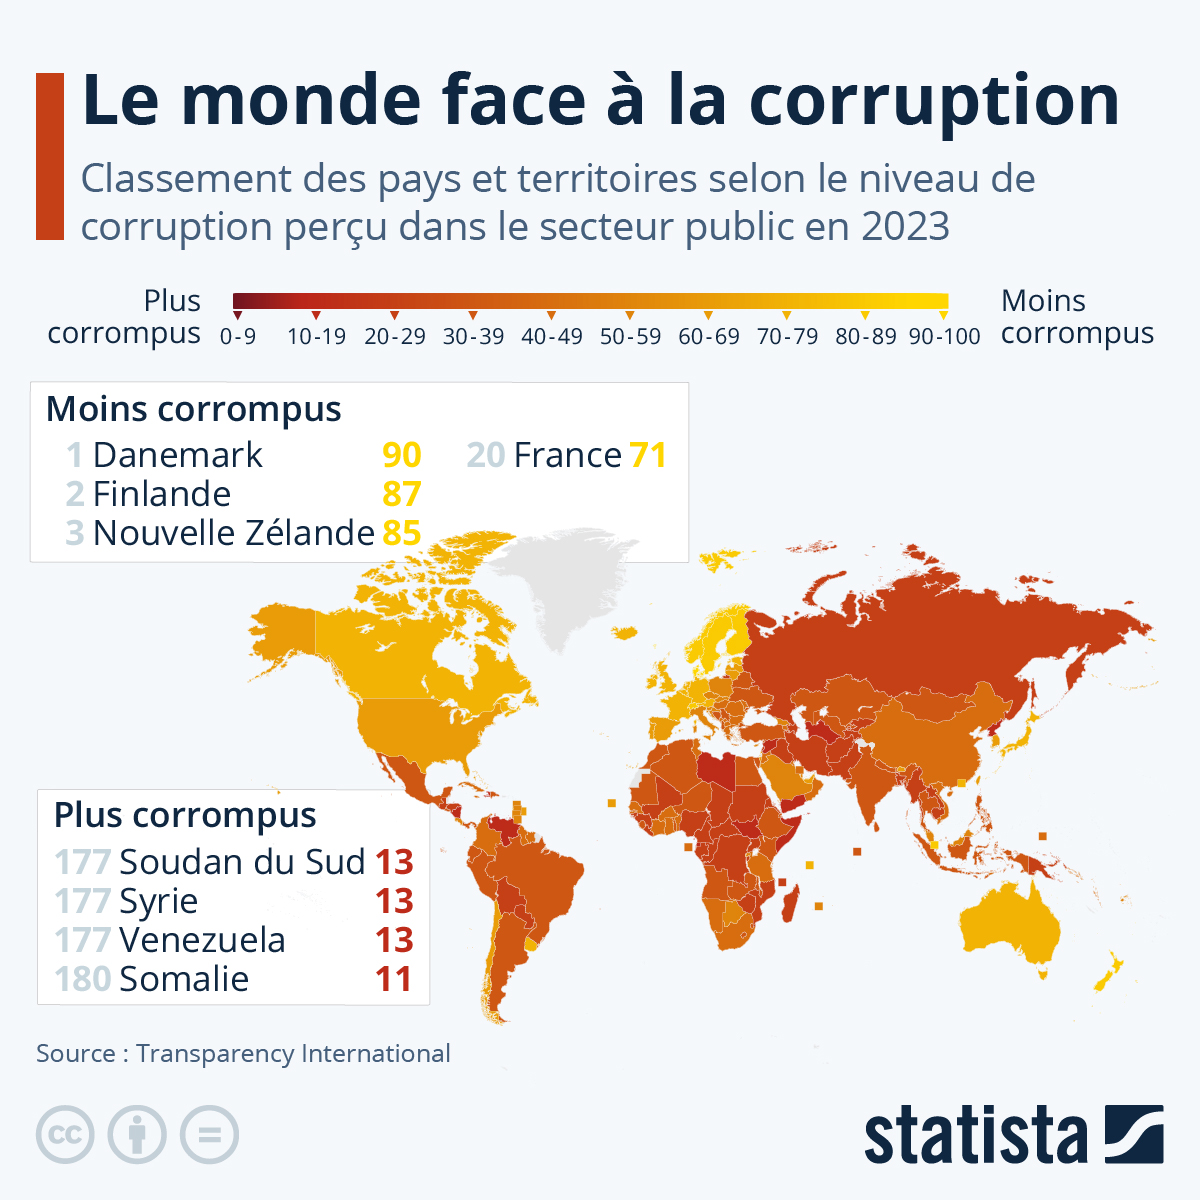 Le monde face à la corruption
Classement des pays et territoires selon le niveau de
corruption perçu dans le secteur public en 2023
Plus
corrompus
0-9 10-19 20-29 30-39 40-49 50-59 60-69 70-79 80-89 90-100
Moins
corrompus
Moins corrompus
1 Danemark 90
2 Finlande 87
3 Nouvelle Zélande 85
20 France 71
Plus corrompus
177 Soudan du Sud 13
177 Syrie 13
177 Venezuela 13
180 Somalie 11
Source : Transparency International
cc
statista